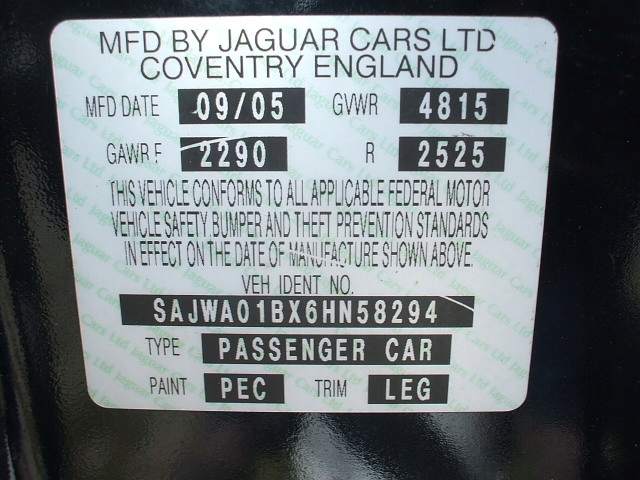 MFD BY JAGUAR CARS LTD
COVENTRY ENGLAND
MFD DATE 09/05 GVWR 4815
GAWR F 2290 R 2525
THIS VEHICLE CONFORMS TO ALL APPLICABLE FEDERAL MOTOR
VEHICLE SAFETY, BUMPER AND THEFT PREVENTION STANDARDS
IN EFFECT ON THE DATE OF MANUFACTURE SHOWN ABOVE.
VEH IDENT NO.
SAJWA01BX6HN58294
TYPE PASSENGER CAR
PAINT PEC TRIM LEG